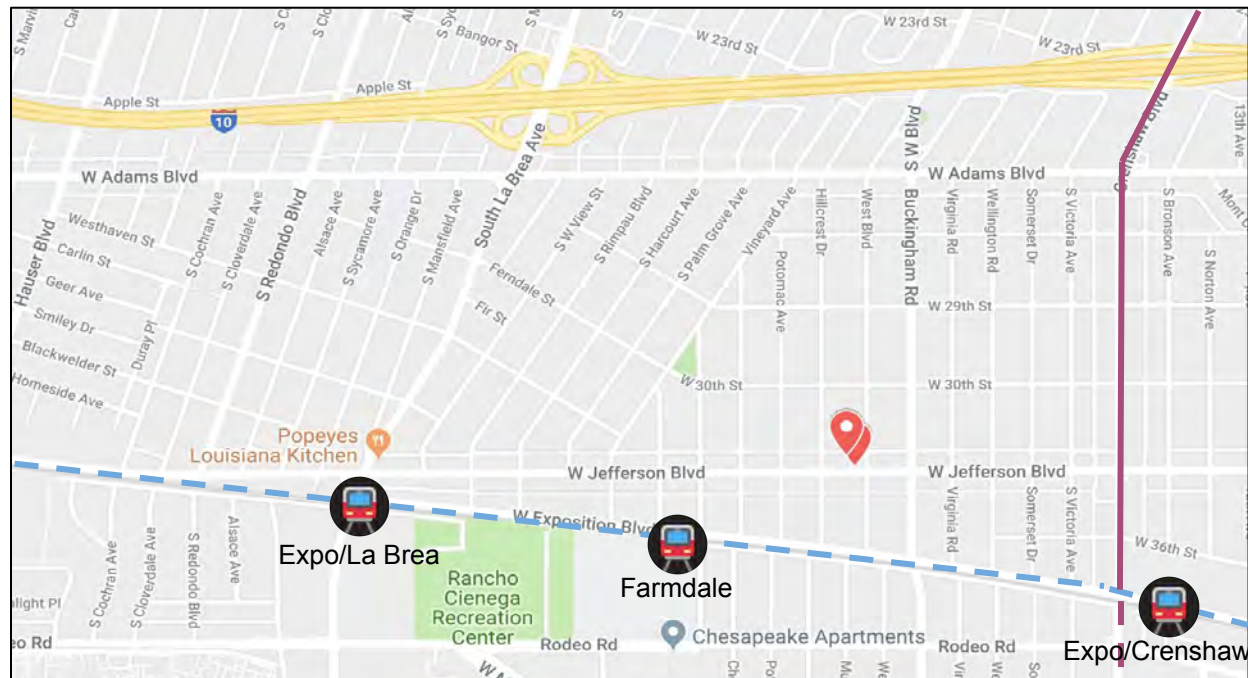 W 23rd St
W 23rd St
W 23rd St
Bangor St
Apple St
Apple St
10
Crenshaw Blvd
13th Ave
W Adams Blvd
W Adams Blvd
Hauser Blvd
Westhaven St
Carlin St
Geer Ave
Smiley Dr
Blackwelder St
Homeside Ave
Duray Pl
S Cochran Ave
S Cloverdale Ave
S Redondo Blvd
Alsace Ave
S Sycamore Ave
S Orange Dr
S Mansfield Ave
South La Brea Ave
Ferndale St
Fir St
S W View St
S Rimpau Blvd
S Harcourt Ave
S Palm Grove Ave
Vineyard Ave
Potomac Ave
Hillcrest Dr
West Blvd
S W Blvd
Buckingham Rd
Virginia Rd
Wellington Rd
Somerset Dr
S Victoria Ave
S Bronson Ave
S Norton Ave
W 29th St
W 30th St
W 30th St
Popeyes
Louisiana Kitchen
W Jefferson Blvd
W Jefferson Blvd
W Exposition Blvd
Expo/La Brea
Farmdale
Expo/Crenshaw
Virginia Rd
Somerset Dr
S Victoria Ave
W 36th St
S Cochran Ave
S Cloverdale Ave
S Redondo Blvd
Alsace Ave
Rancho
Cienega
Recreation
Center
Chesapeake Apartments
Rodeo Rd
Rodeo Rd